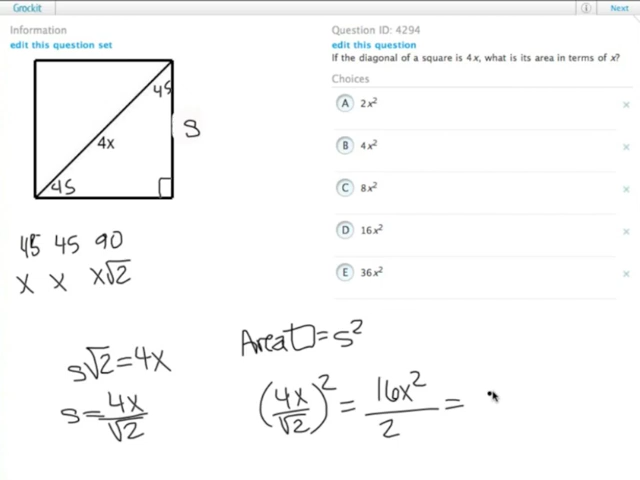 Grockit
Next
Information
edit this question set
45
4x
S
45
45 45 90
x x x√2
Question ID: 4294
edit this question
If the diagonal of a square is 4x, what is its area in terms of x?
Choices
A 2x²
B 4x²
C 8x²
D 16x²
E 36x²
s√2=4x
s=4x/√2
Area□=s²
(4x/√2)²=16x²/2=